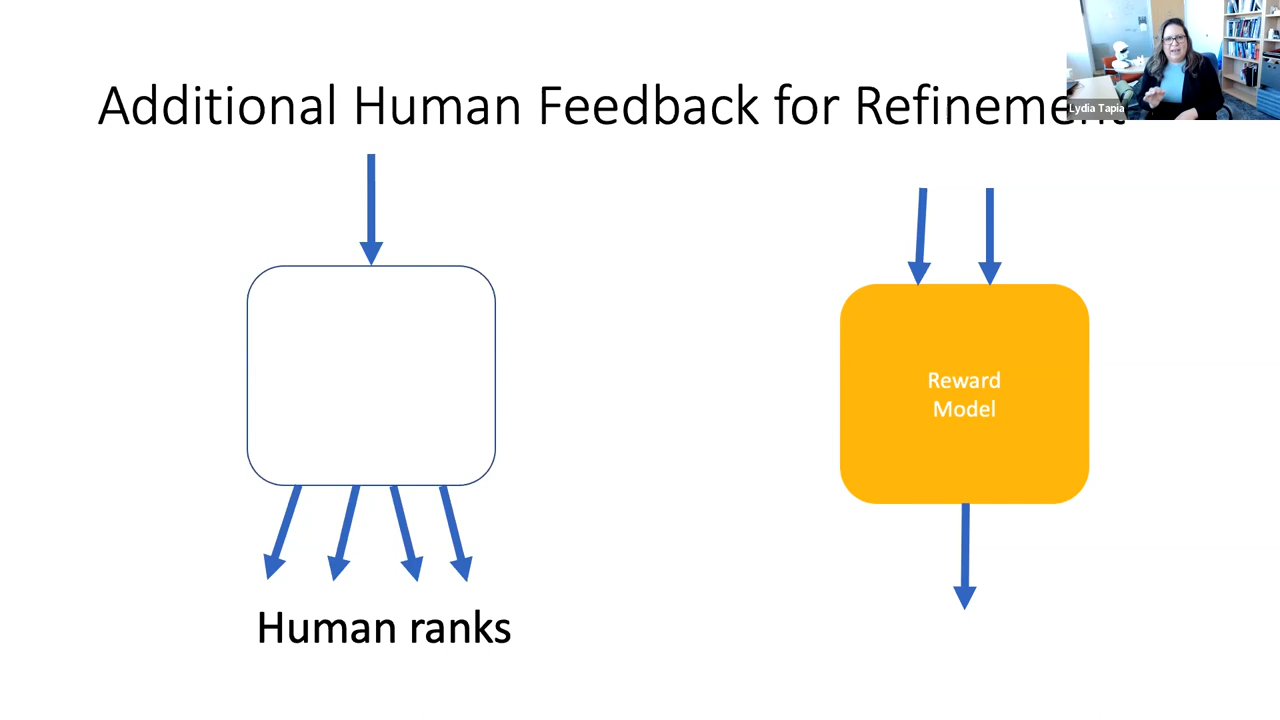 Additional Human Feedback for Refinement
Lydia Tapia
Reward
Model
Human ranks